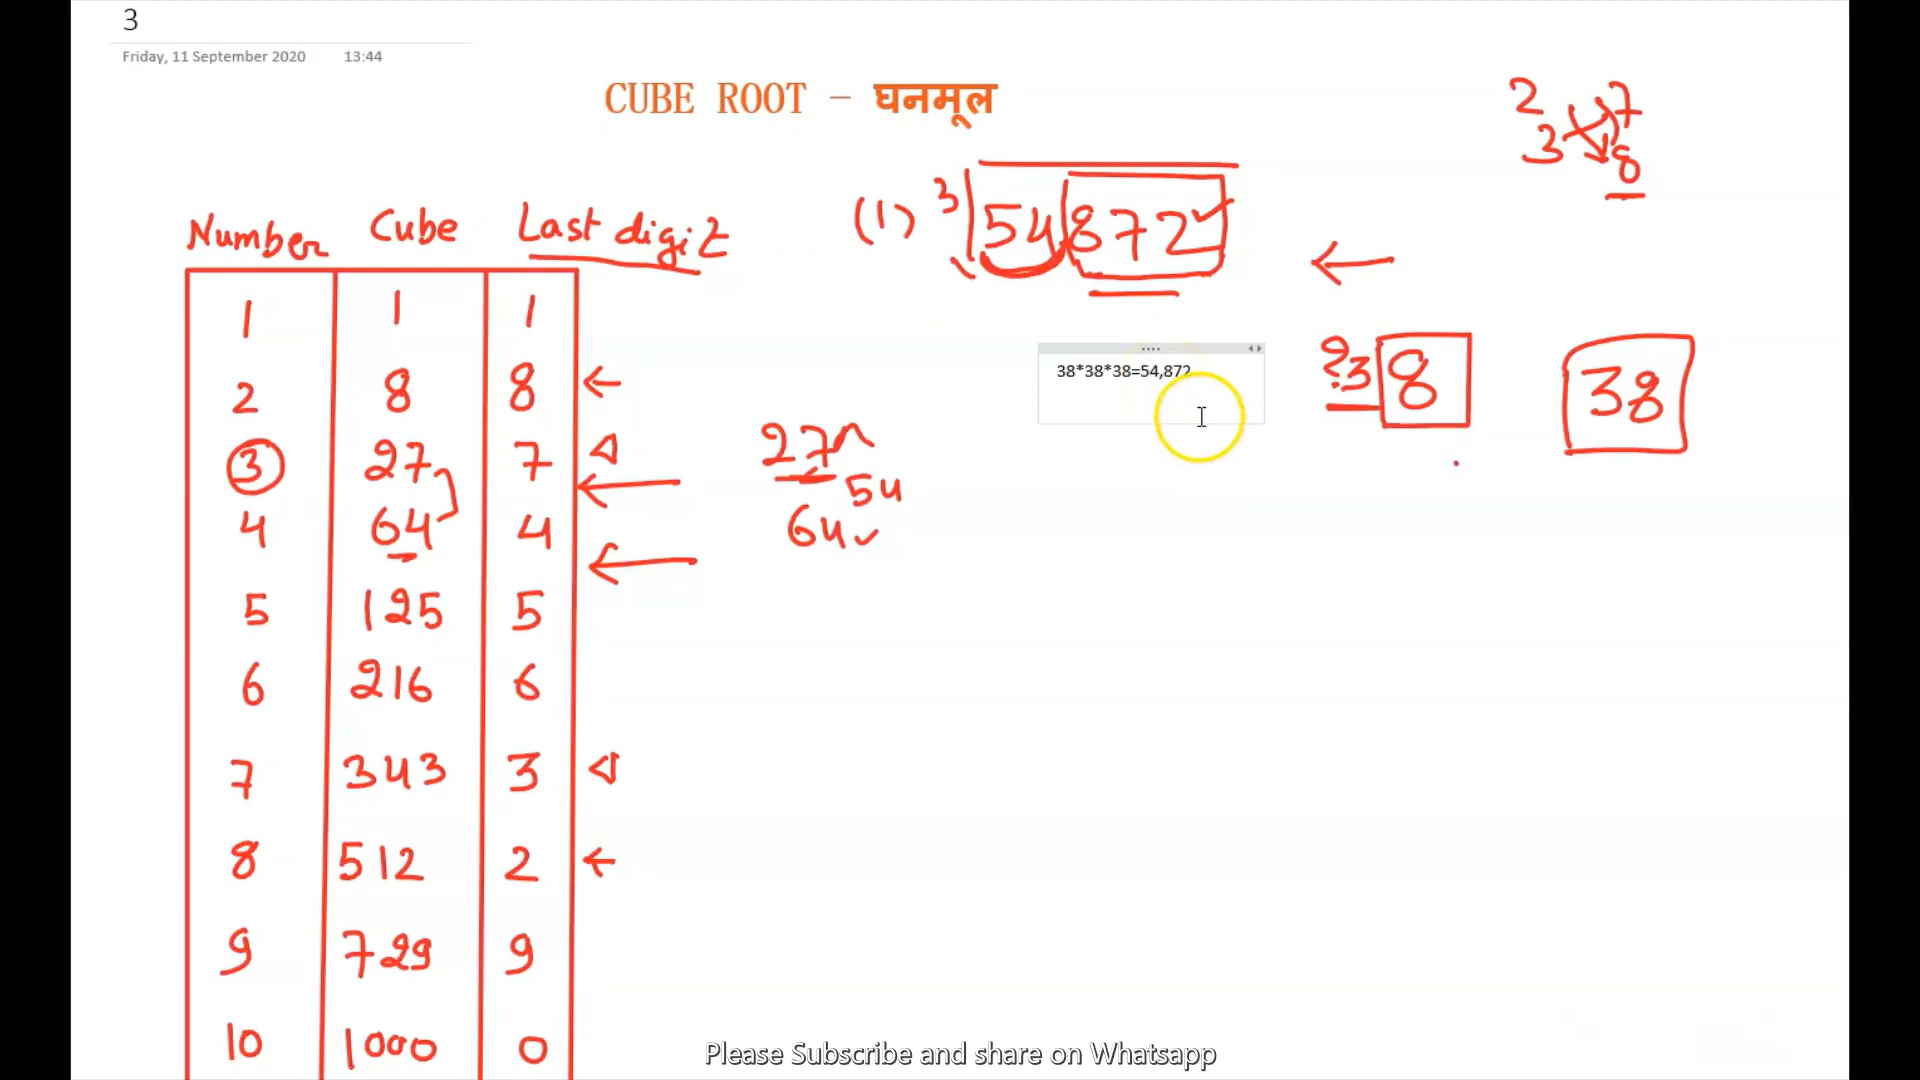 3
Friday, 11 September 2020 13:44
CUBE ROOT - घनमूल
2 7
3 8
(1) 3 54 872
Number Cube Last digit
1 1 1
2 8 8
3 27 7
4 64 4
5 125 5
6 216 6
7 343 3
8 512 2
9 729 9
10 1000 0
27
54
64
38*38*38=54,872
?3 8
38
Please Subscribe and share on Whatsapp